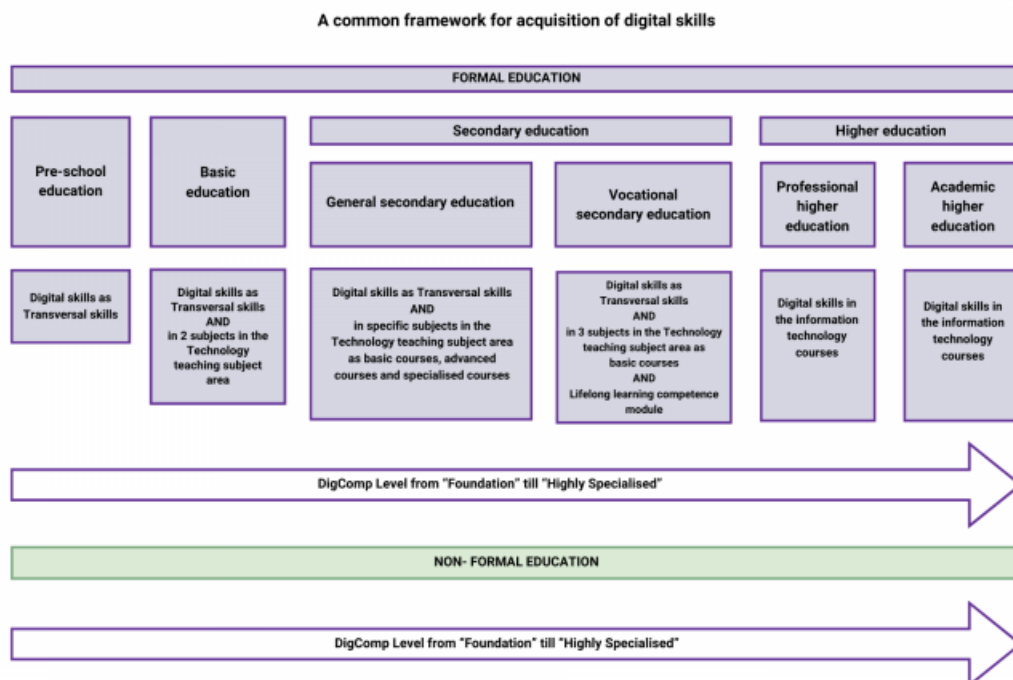 A common framework for acquisition of digital skills
FORMAL EDUCATION
Pre-school
education
Basic
education
Secondary education
General secondary education
Vocational
secondary education
Higher education
Professional
higher
education
Academic
higher
education
Digital skills as
Transversal skills
Digital skills as
Transversal skills
AND
in 2 subjects in the
Technology
teaching subject
area
Digital skills as Transversal skills
AND
in specific subjects in the
Technology teaching subject area
as basic courses, advanced
courses and specialised courses
Digital skills as
Transversal skills
AND
in 3 subjects in the Technology
teaching subject area as
basic courses
AND
Lifelong learning competence
module
Digital skills in
the information
technology
courses
Digital skills in
the information
technology
courses
DigComp Level from “Foundation” till “Highly Specialised”
NON- FORMAL EDUCATION
DigComp Level from “Foundation” till “Highly Specialised”